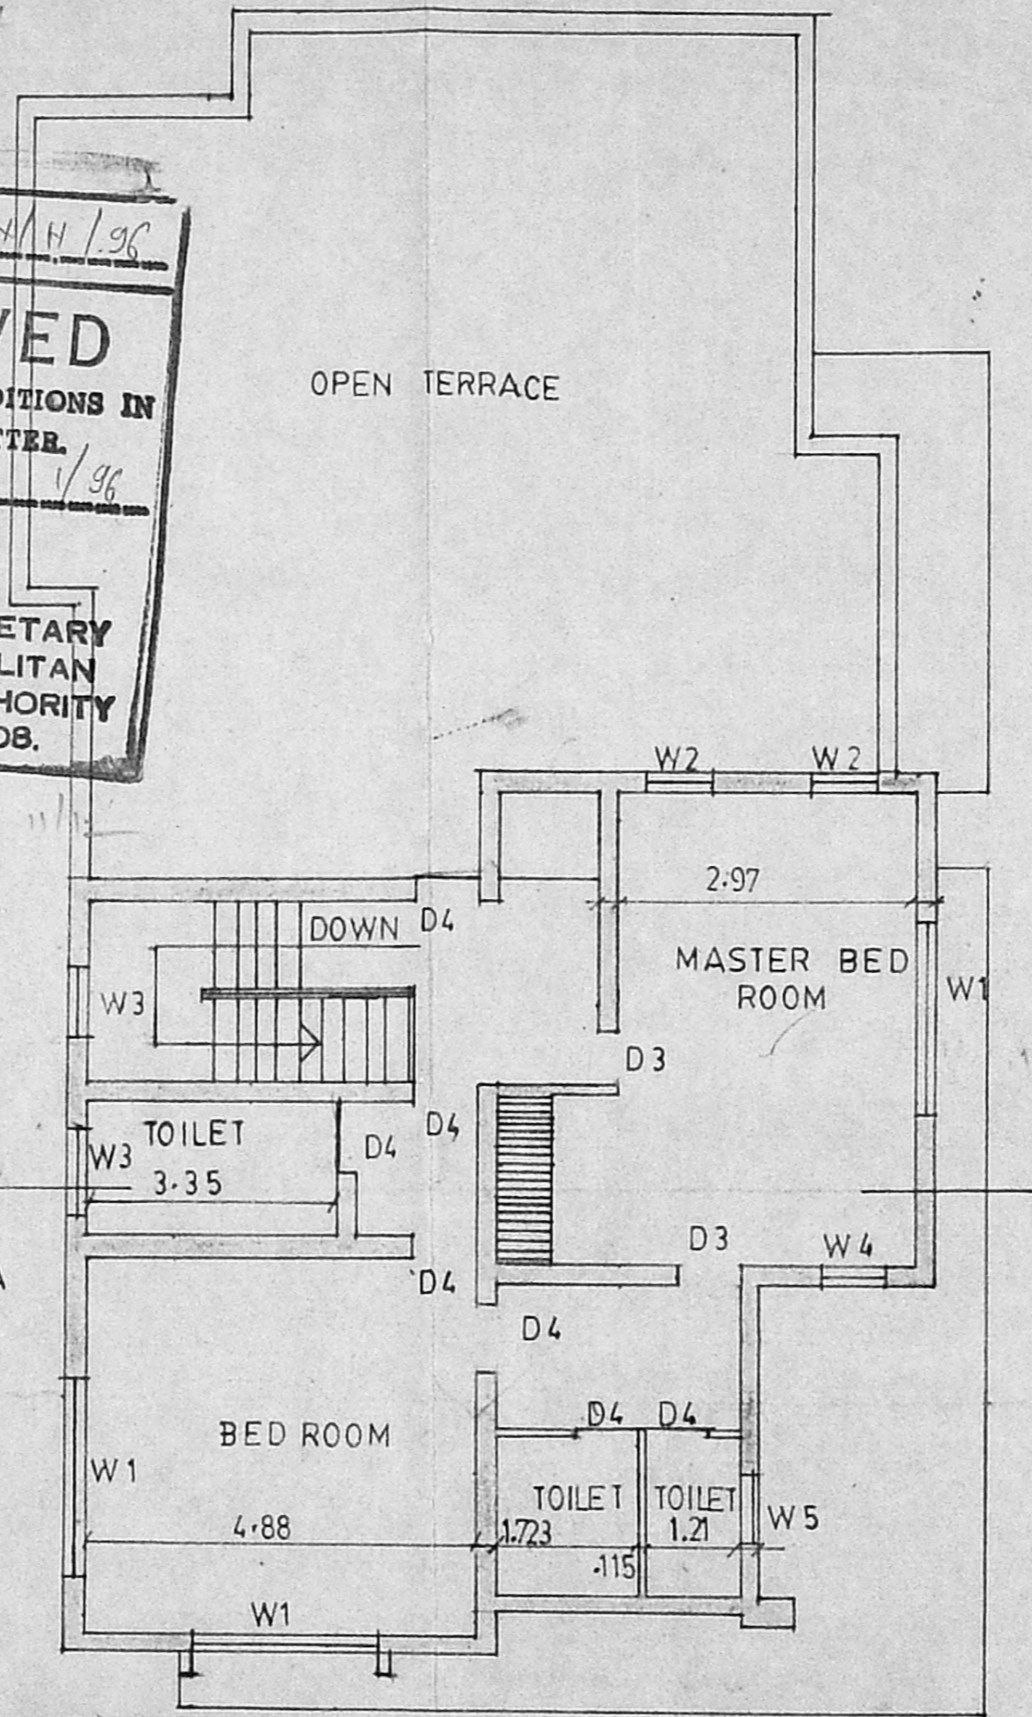 H/96
VED
DITIONS IN
TTER.
1/96
ETARY
LITAN
HORITY
08.
OPEN TERRACE
W2 W2
2.97
DOWN D4
MASTER BED
ROOM
W3
W1
D3
D4
TOILET
D4
W3
3.35
D3
W4
D4
D4
D4 D4
BED ROOM
W1
TOILET
TOILET
W5
4.88
1.723
1.21
.115
W1